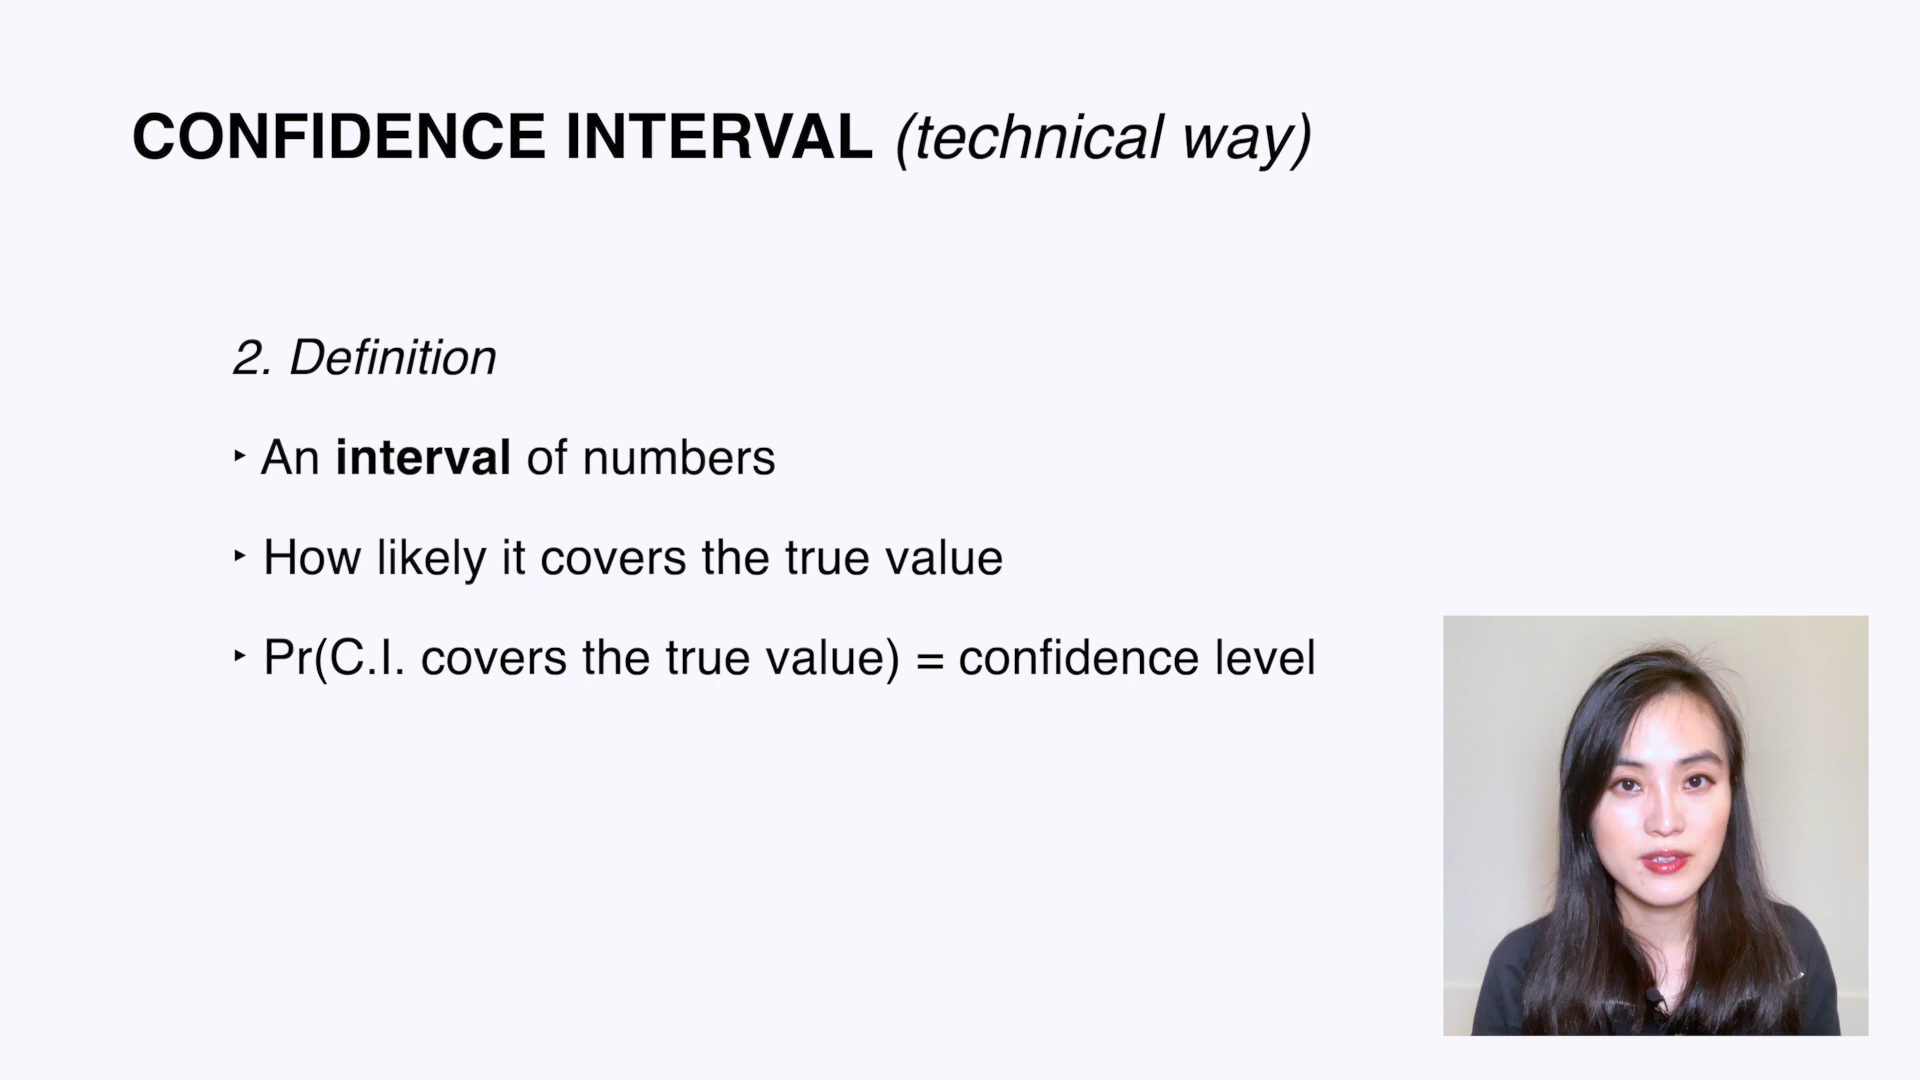 CONFIDENCE INTERVAL (technical way)
2. Definition
‣ An interval of numbers
‣ How likely it covers the true value
‣ Pr(C.I. covers the true value) = confidence level